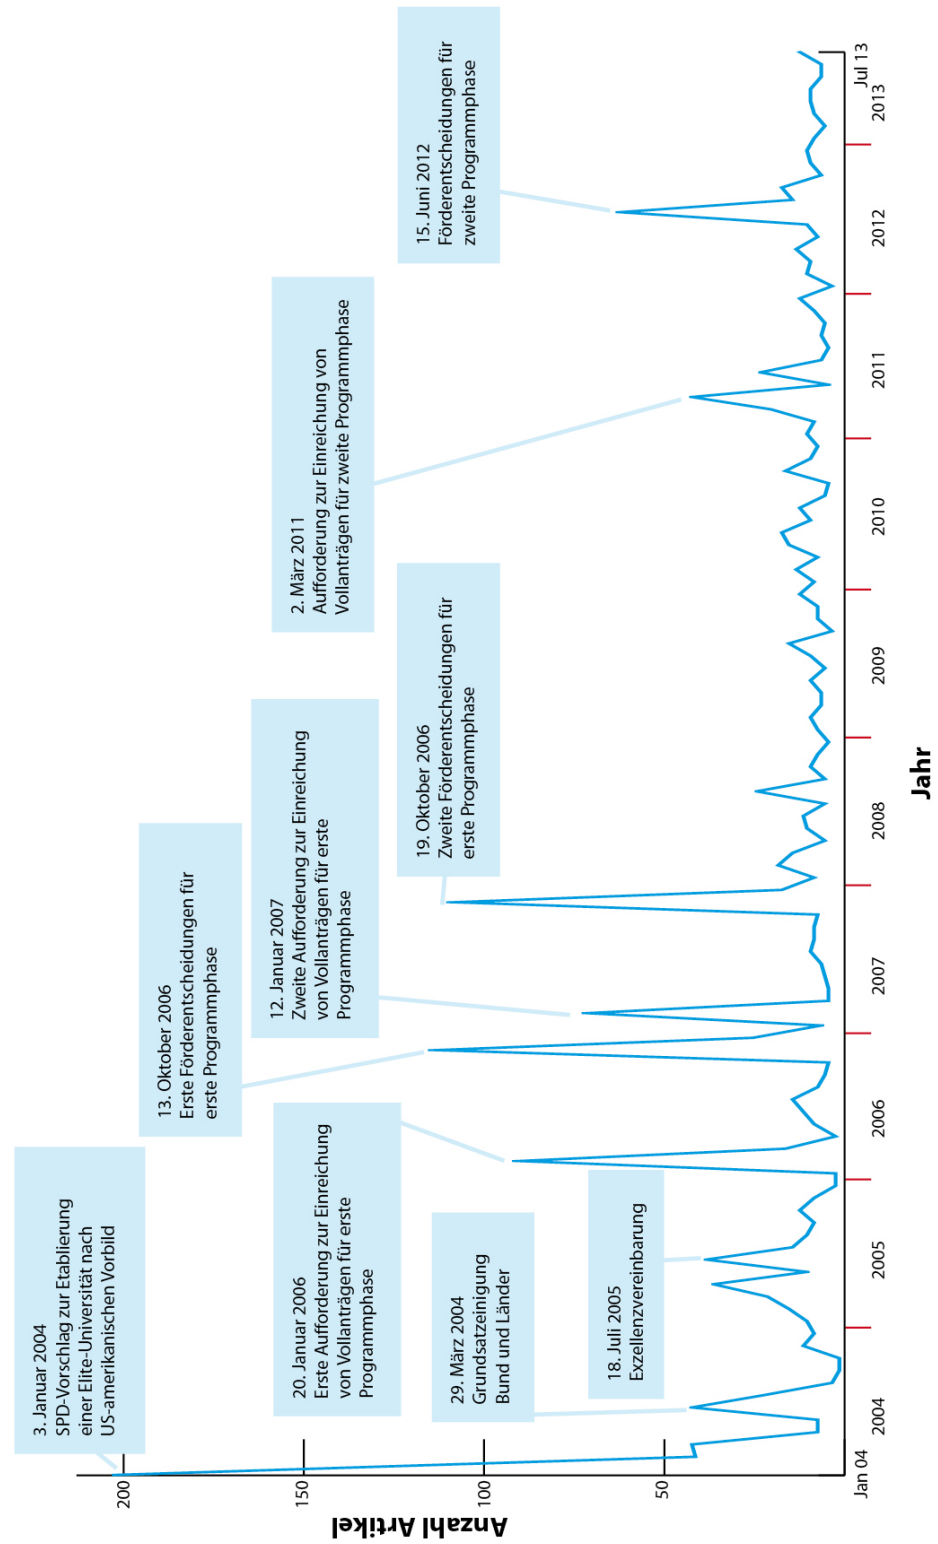 3. Januar 2004
SPD-Vorschlag zur Etablierung
einer Elite-Universität nach
US-amerikanischen Vorbild
13. Oktober 2006
Erste Förderentscheidungen für
erste Programmphase
12. Januar 2007
Zweite Aufforderung zur Einreichung
von Vollanträgen für erste
Programmphase
2. März 2011
Aufforderung zur Einreichung von
Vollanträgen für zweite Programmphase
20. Januar 2006
Erste Aufforderung zur Einreichung
von Vollanträgen für erste
Programmphase
19. Oktober 2006
Zweite Förderentscheidungen für
erste Programmphase
15. Juni 2012
Förderentscheidungen für
zweite Programmphase
29. März 2004
Grundsatzeinigung
Bund und Länder
18. Juli 2005
Exzellenzvereinbarung
Anzahl Artikel
200
150
100
50
Jan 04
2004
2005
2006
2007
2008
2009
2010
2011
2012
2013
Jul 13
Jahr